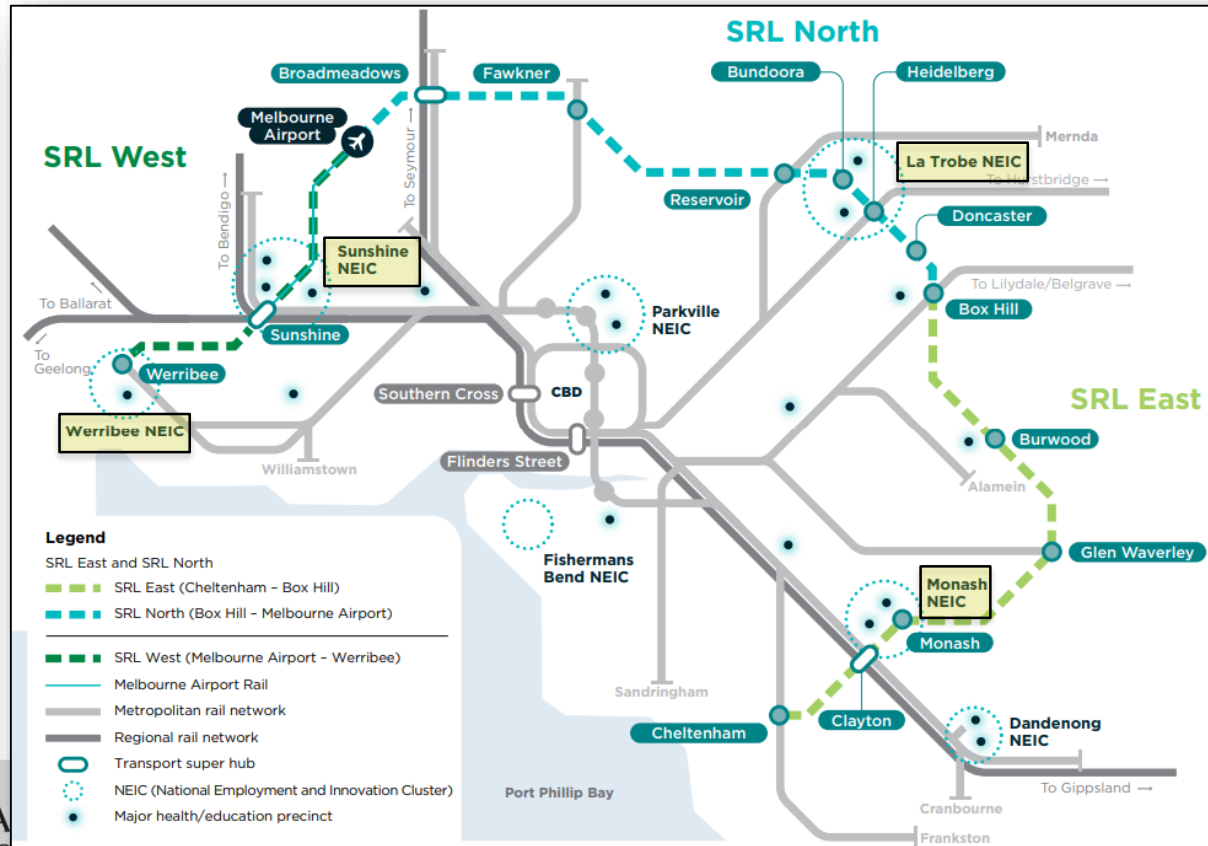 SRL North
Broadmeadows
Fawkner
Bundoora
Heidelberg
Melbourne
Airport
SRL West
To Seymour →
Mernda
La Trobe NEIC
To Hurstbridge →
Reservoir
Doncaster
To Bendigo →
Sunshine
NEIC
To Lilydale/Belgrave →
Box Hill
To Ballarat
←
Parkville
NEIC
Sunshine
To
Geelong
←
Werribee
Southern Cross
CBD
SRL East
Werribee NEIC
Burwood
Flinders Street
Williamstown
Alamein
Glen Waverley
Fishermans
Bend NEIC
Monash
NEIC
Monash
Sandringham
Clayton
Cheltenham
Dandenong
NEIC
To Gippsland →
Cranbourne
Port Phillip Bay
Frankston
Legend
SRL East and SRL North
SRL East (Cheltenham – Box Hill)
SRL North (Box Hill – Melbourne Airport)
SRL West (Melbourne Airport – Werribee)
Melbourne Airport Rail
Metropolitan rail network
Regional rail network
Transport super hub
NEIC (National Employment and Innovation Cluster)
Major health/education precinct